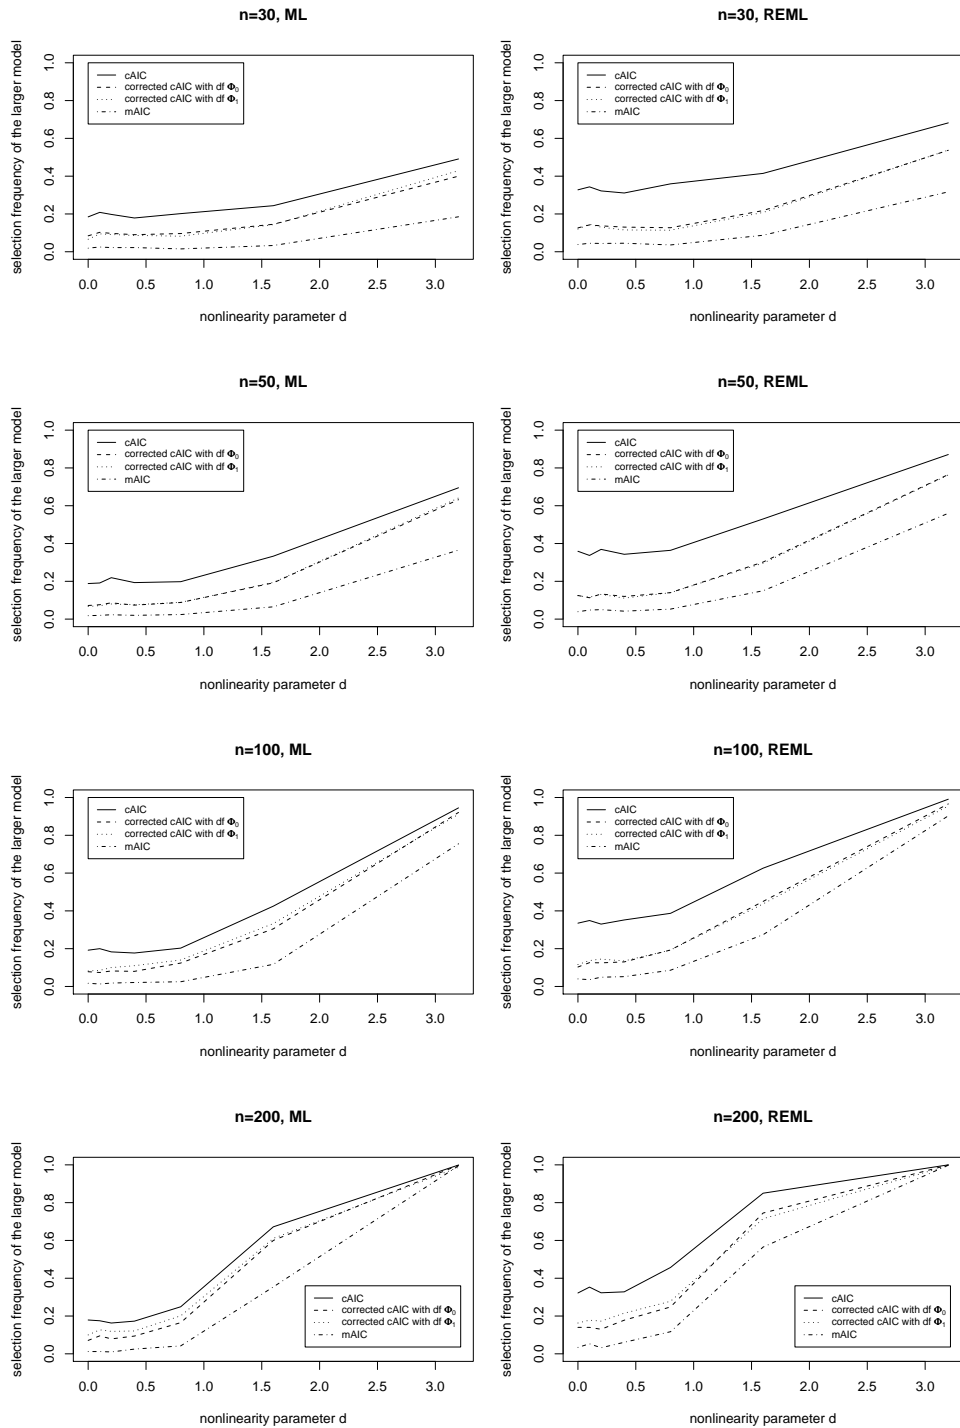 n=30, ML
selection frequency of the larger model
0.0 0.2 0.4 0.6 0.8 1.0
cAIC
corrected cAIC with df Φ₀
corrected cAIC with df Φ₁
mAIC
0.0 0.5 1.0 1.5 2.0 2.5 3.0
nonlinearity parameter d
n=30, REML
selection frequency of the larger model
0.0 0.2 0.4 0.6 0.8 1.0
cAIC
corrected cAIC with df Φ₀
corrected cAIC with df Φ₁
mAIC
0.0 0.5 1.0 1.5 2.0 2.5 3.0
nonlinearity parameter d
n=50, ML
selection frequency of the larger model
0.0 0.2 0.4 0.6 0.8 1.0
cAIC
corrected cAIC with df Φ₀
corrected cAIC with df Φ₁
mAIC
0.0 0.5 1.0 1.5 2.0 2.5 3.0
nonlinearity parameter d
n=50, REML
selection frequency of the larger model
0.0 0.2 0.4 0.6 0.8 1.0
cAIC
corrected cAIC with df Φ₀
corrected cAIC with df Φ₁
mAIC
0.0 0.5 1.0 1.5 2.0 2.5 3.0
nonlinearity parameter d
n=100, ML
selection frequency of the larger model
0.0 0.2 0.4 0.6 0.8 1.0
cAIC
corrected cAIC with df Φ₀
corrected cAIC with df Φ₁
mAIC
0.0 0.5 1.0 1.5 2.0 2.5 3.0
nonlinearity parameter d
n=100, REML
selection frequency of the larger model
0.0 0.2 0.4 0.6 0.8 1.0
cAIC
corrected cAIC with df Φ₀
corrected cAIC with df Φ₁
mAIC
0.0 0.5 1.0 1.5 2.0 2.5 3.0
nonlinearity parameter d
n=200, ML
selection frequency of the larger model
0.0 0.2 0.4 0.6 0.8 1.0
cAIC
corrected cAIC with df Φ₀
corrected cAIC with df Φ₁
mAIC
0.0 0.5 1.0 1.5 2.0 2.5 3.0
nonlinearity parameter d
n=200, REML
selection frequency of the larger model
0.0 0.2 0.4 0.6 0.8 1.0
cAIC
corrected cAIC with df Φ₀
corrected cAIC with df Φ₁
mAIC
0.0 0.5 1.0 1.5 2.0 2.5 3.0
nonlinearity parameter d